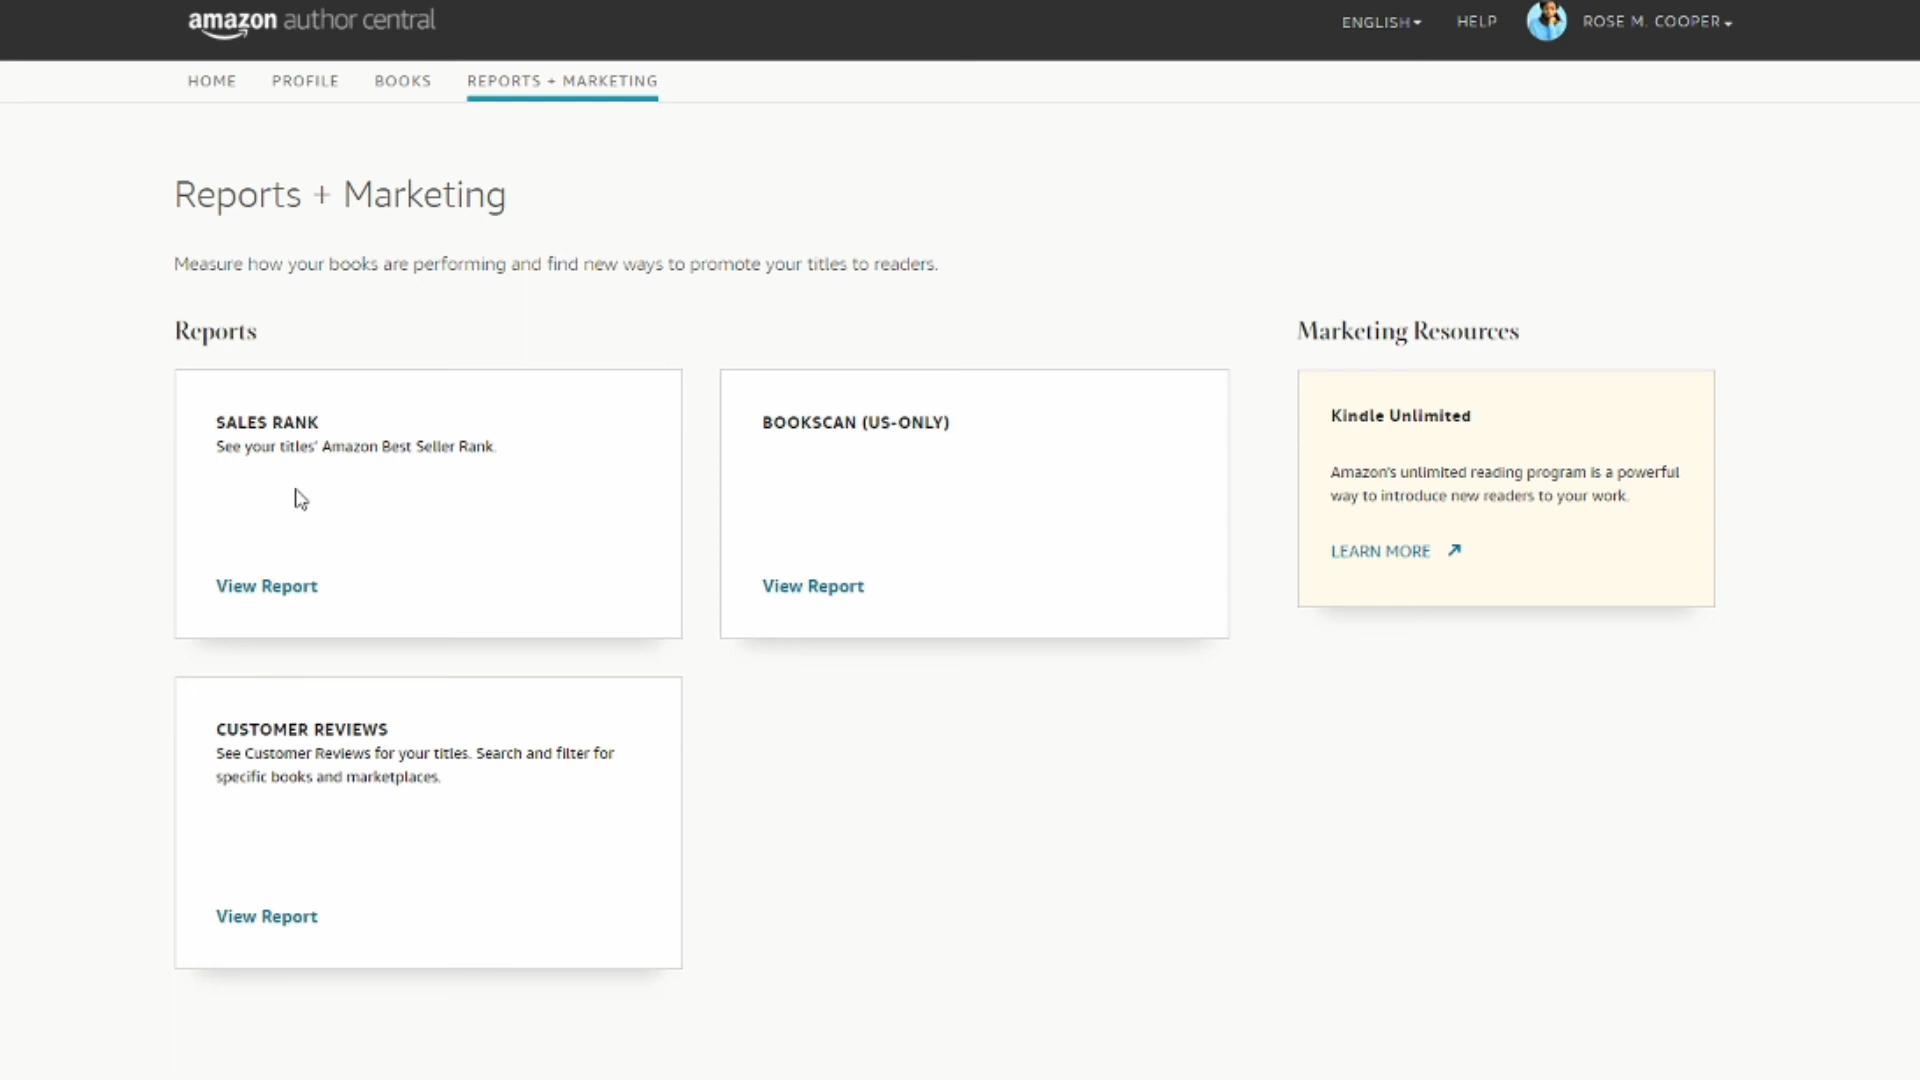 amazon author central
ENGLISH
HELP
ROSE M. COOPER
HOME
PROFILE
BOOKS
REPORTS + MARKETING
Reports + Marketing
Measure how your books are performing and find new ways to promote your titles to readers.
Reports
SALES RANK
See your titles' Amazon Best Seller Rank.
View Report
BOOKSCAN (US-ONLY)
View Report
CUSTOMER REVIEWS
See Customer Reviews for your titles. Search and filter for
specific books and marketplaces.
View Report
Marketing Resources
Kindle Unlimited
Amazon's unlimited reading program is a powerful
way to introduce new readers to your work.
LEARN MORE